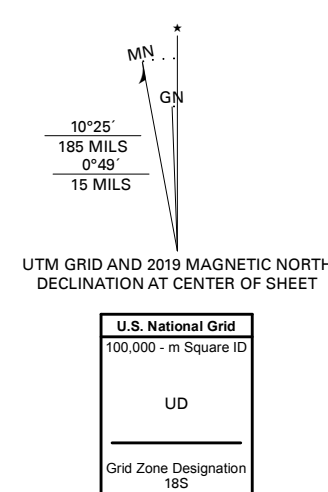 ★
MN
GN
10°25´
185 MILS
0°49´
15 MILS
UTM GRID AND 2019 MAGNETIC NORTH
DECLINATION AT CENTER OF SHEET
U.S. National Grid
100,000 - m Square ID
UD
Grid Zone Designation
18S